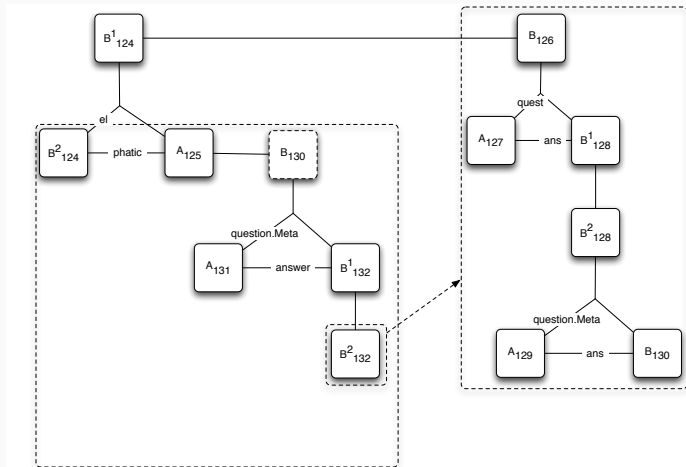 B¹₁₂₄ B₁₂₆
el quest
B²₁₂₄ phatic A₁₂₅ B₁₃₀ A₁₂₇ ans B¹₁₂₈
question.Meta B²₁₂₈
A₁₃₁ answer B¹₁₃₂
question.Meta
B²₁₃₂ A₁₂₉ ans B₁₃₀